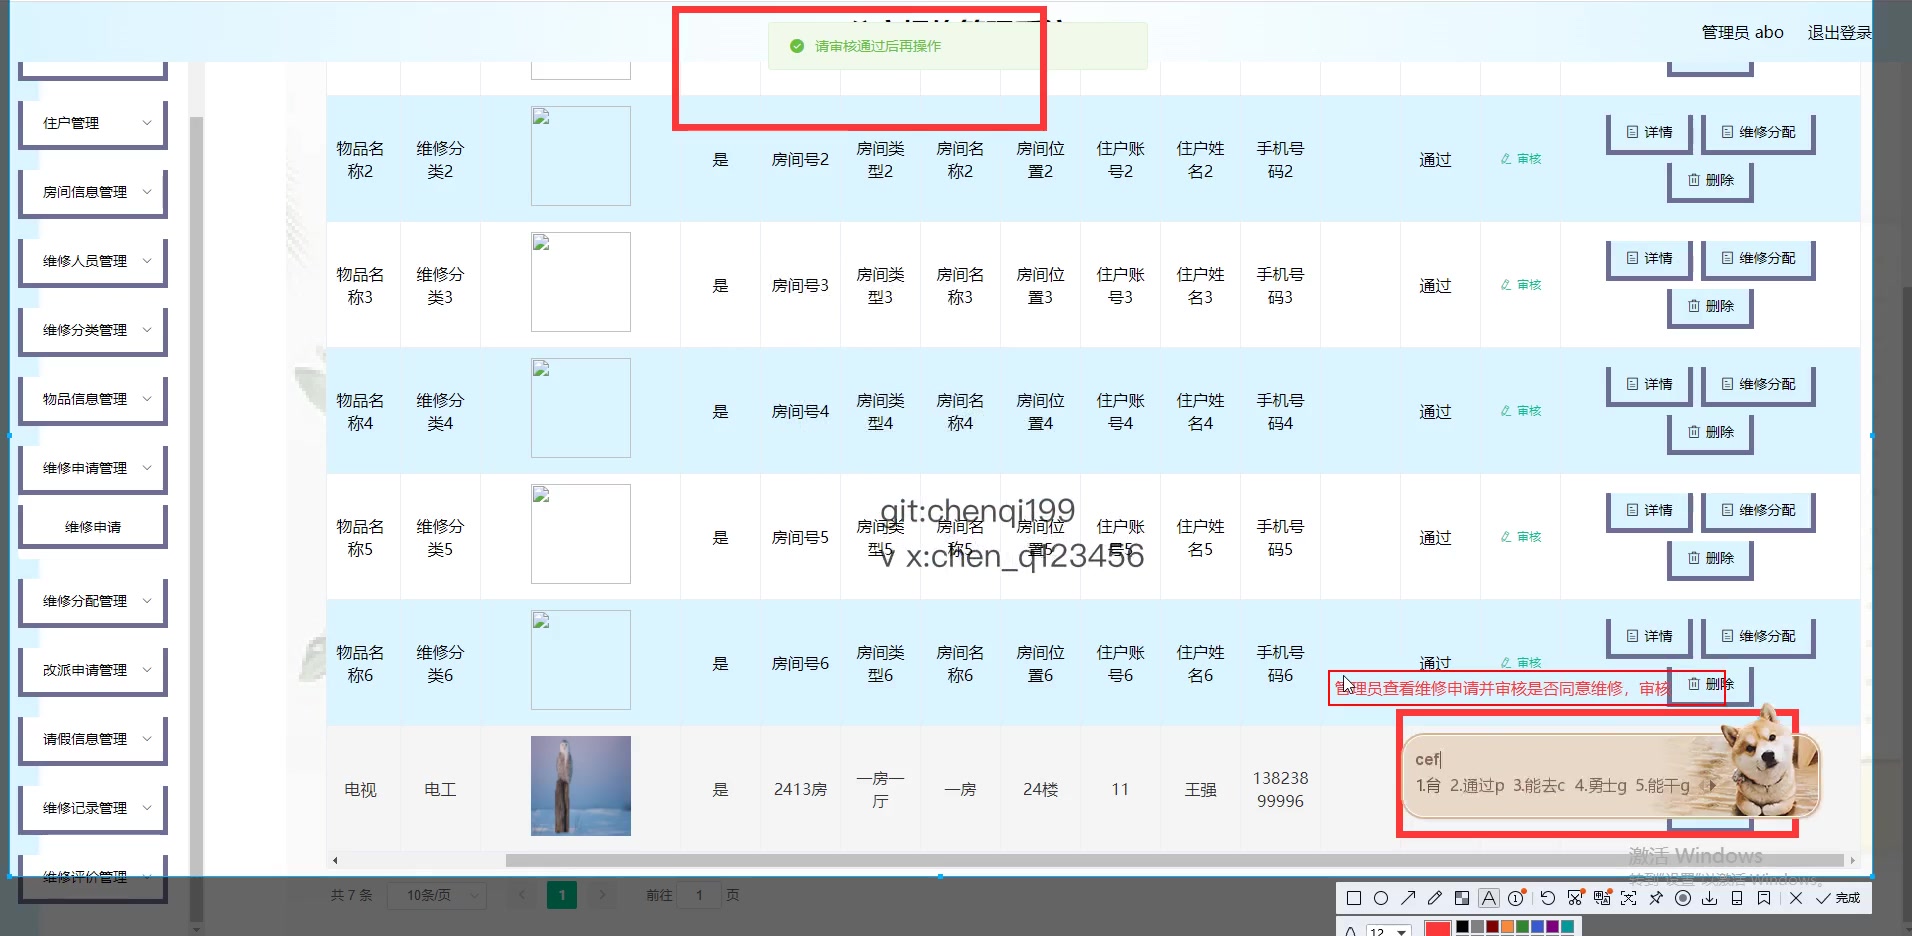 管理员 abo 退出登录
请审核通过后再操作
住户管理
房间信息管理
维修人员管理
维修分类管理
物品信息管理
维修申请管理
维修申请
维修分配管理
改派申请管理
请假信息管理
维修记录管理
维修评价管理
物品名称2 维修分类2 是 房间号2 房间类型2 房间名称2 房间位置2 住户账号2 住户姓名2 手机号码2 通过 审核 详情 维修分配 删除
物品名称3 维修分类3 是 房间号3 房间类型3 房间名称3 房间位置3 住户账号3 住户姓名3 手机号码3 通过 审核 详情 维修分配 删除
物品名称4 维修分类4 是 房间号4 房间类型4 房间名称4 房间位置4 住户账号4 住户姓名4 手机号码4 通过 审核 详情 维修分配 删除
物品名称5 维修分类5 是 房间号5 房间类型5 房间名称5 房间位置5 住户账号5 住户姓名5 手机号码5 通过 审核 详情 维修分配 删除
git:chenqi199
v x:chen_q123456
物品名称6 维修分类6 是 房间号6 房间类型6 房间名称6 房间位置6 住户账号6 住户姓名6 手机号码6 通过 审核 详情 维修分配 删除
管理员查看维修申请并审核是否同意维修，审核
电视 电工 是 2413房 一房一厅 一房 24楼 11 王强 13823899996
cef
2.通过p 3.能去c 4.勇士g 5.能干g
激活 Windows
转到"设置"以激活 Windows。
共 7 条 10条/页 1 前往 1 页
完成
12